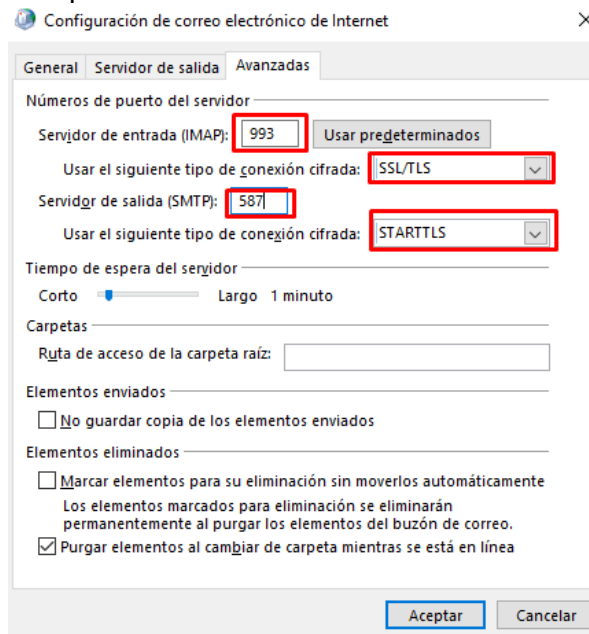 Configuración de correo electrónico de Internet
General Servidor de salida Avanzadas
Números de puerto del servidor
Servidor de entrada (IMAP): 993 Usar predeterminados
Usar el siguiente tipo de conexión cifrada: SSL/TLS
Servidor de salida (SMTP): 587
Usar el siguiente tipo de conexión cifrada: STARTTLS
Tiempo de espera del servidor
Corto Largo 1 minuto
Carpetas
Ruta de acceso de la carpeta raíz:
Elementos enviados
No guardar copia de los elementos enviados
Elementos eliminados
Marcar elementos para su eliminación sin moverlos automáticamente
Los elementos marcados para eliminación se eliminarán
permanentemente al purgar los elementos del buzón de correo.
Purgar elementos al cambiar de carpeta mientras se está en línea
Aceptar Cancelar